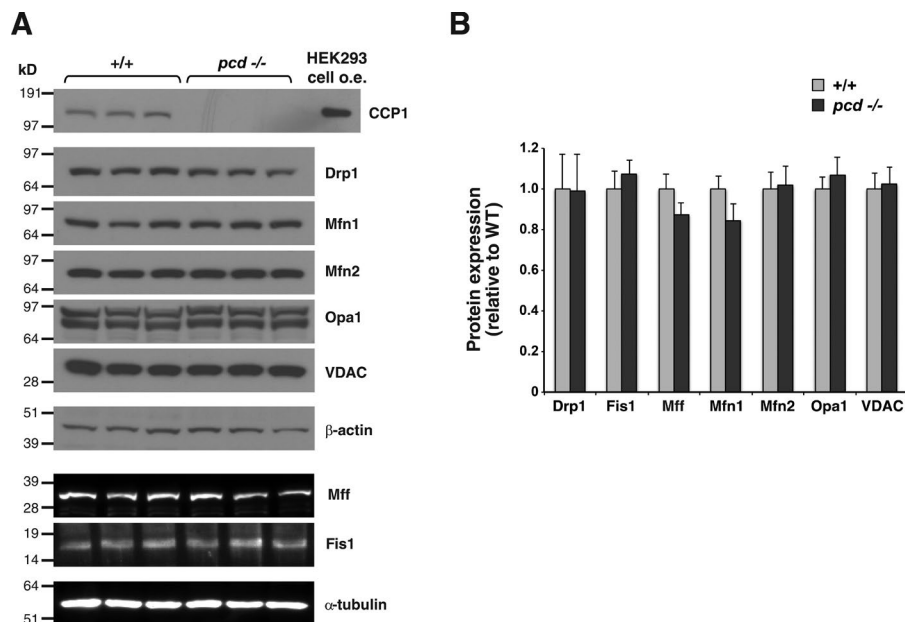 A
kD
+/+
pcd -/-
HEK293
cell o.e.
191
97
CCP1
97
64
Drp1
97
64
Mfn1
97
64
Mfn2
97
64
Opa1
28
VDAC
51
39
β-actin
39
28
Mff
19
14
Fis1
64
51
α-tubulin
B
+/+
pcd -/-
Protein expression
(relative to WT)
1.2
1.0
0.8
0.6
0.4
0.2
0
Drp1 Fis1 Mff Mfn1 Mfn2 Opa1 VDAC